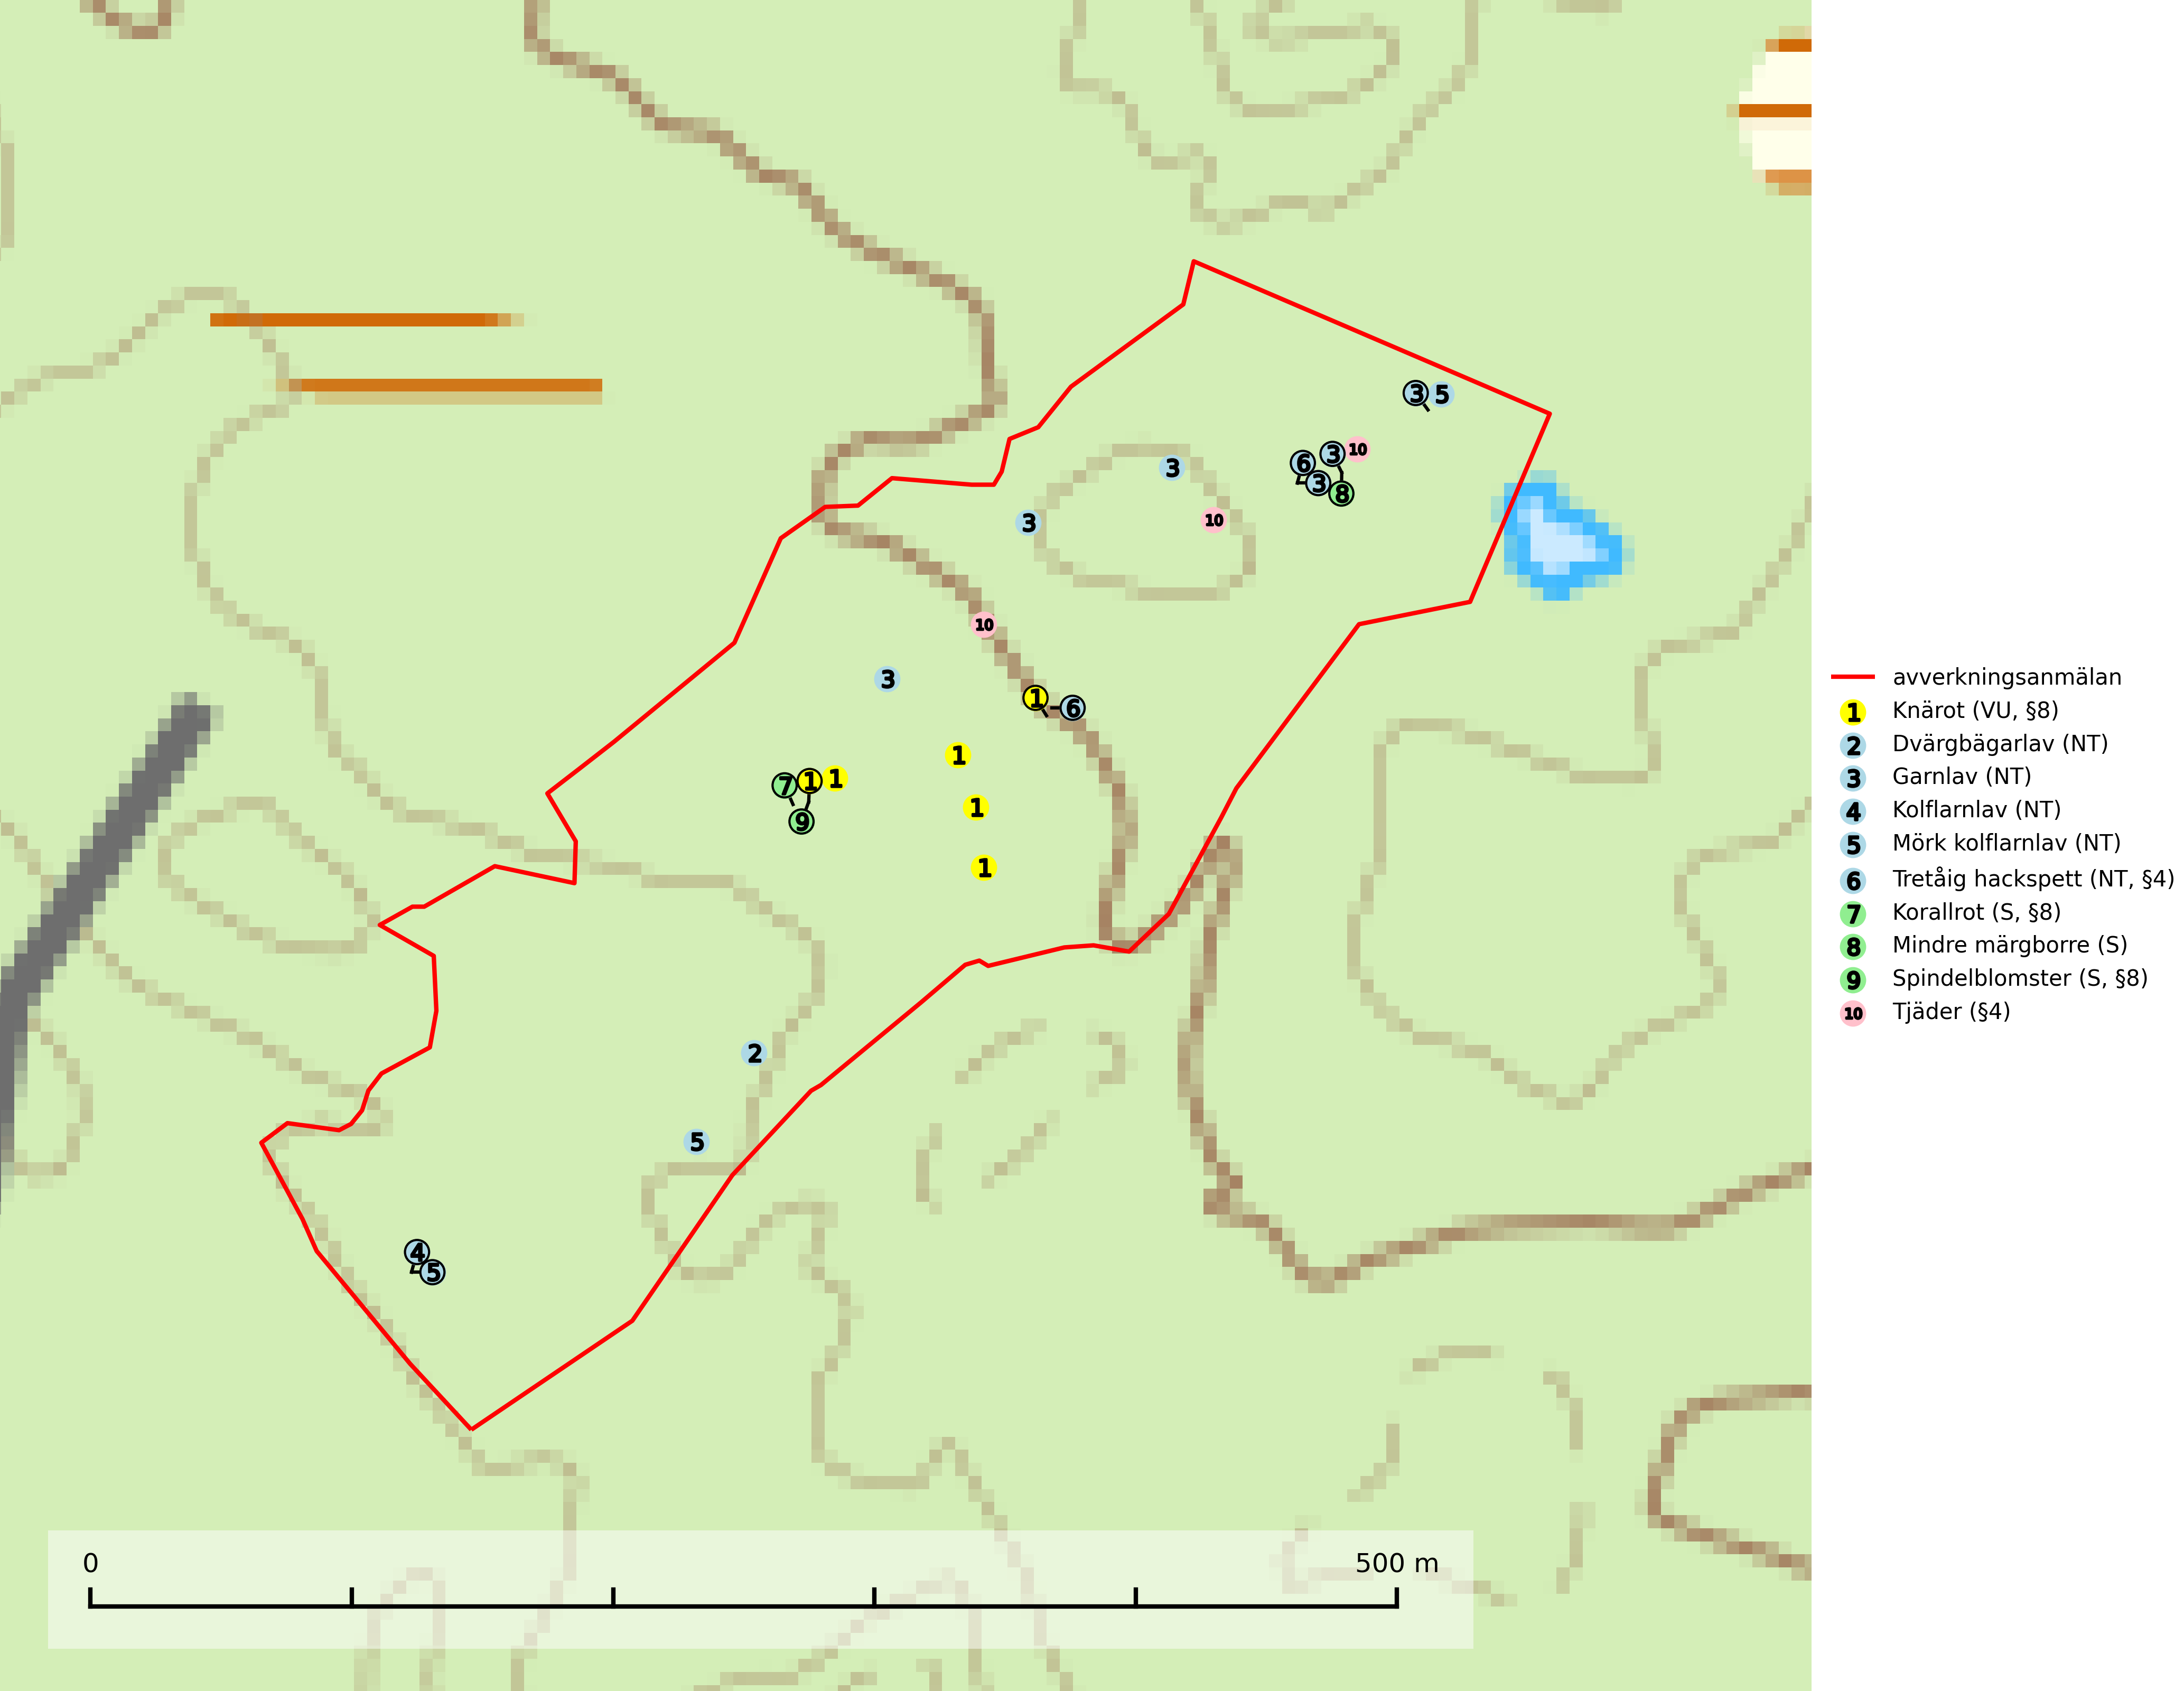 3 5
3 10
6
3
3 8
10
3
10
3
1 6
1
7 1 1
1
9
1
2
5
4
5
0 500 m
avverkningsanmälan
1 Knärot (VU, §8)
2 Dvärgbägarlav (NT)
3 Garnlav (NT)
4 Kolflarnlav (NT)
5 Mörk kolflarnlav (NT)
6 Tretåig hackspett (NT, §4)
7 Korallrot (S, §8)
8 Mindre märgborre (S)
9 Spindelblomster (S, §8)
10 Tjäder (§4)